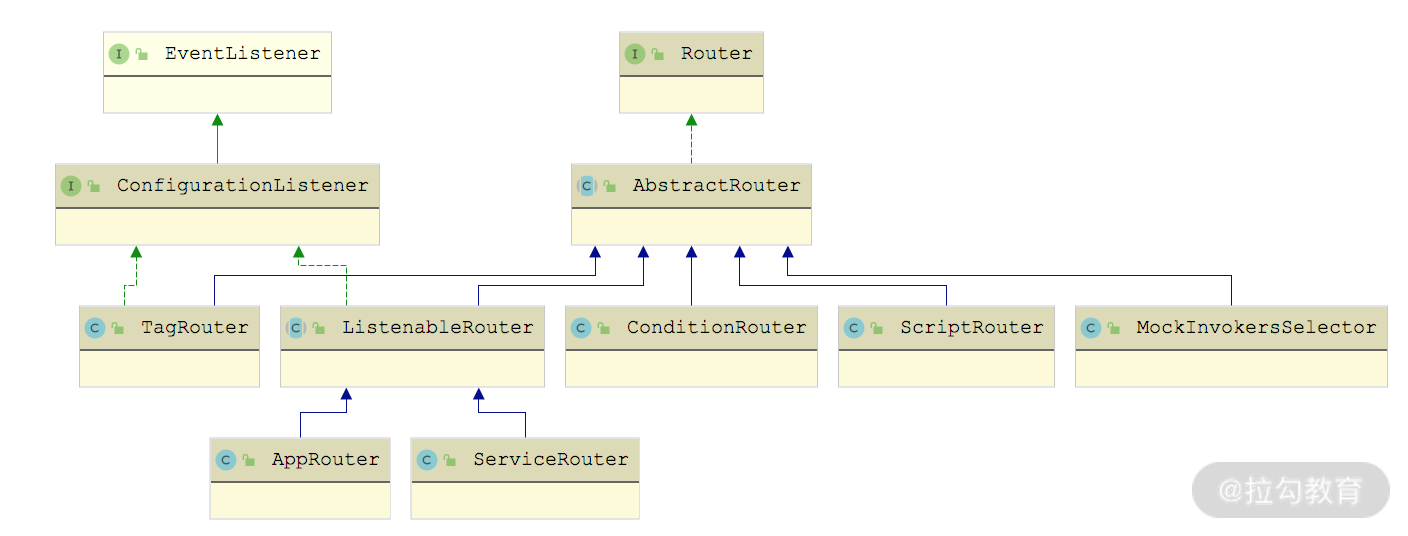 I EventListener
I Router
I ConfigurationListener
C AbstractRouter
C TagRouter
C ListenableRouter
C ConditionRouter
C ScriptRouter
C MockInvokersSelector
C AppRouter
C ServiceRouter
@拉勾教育